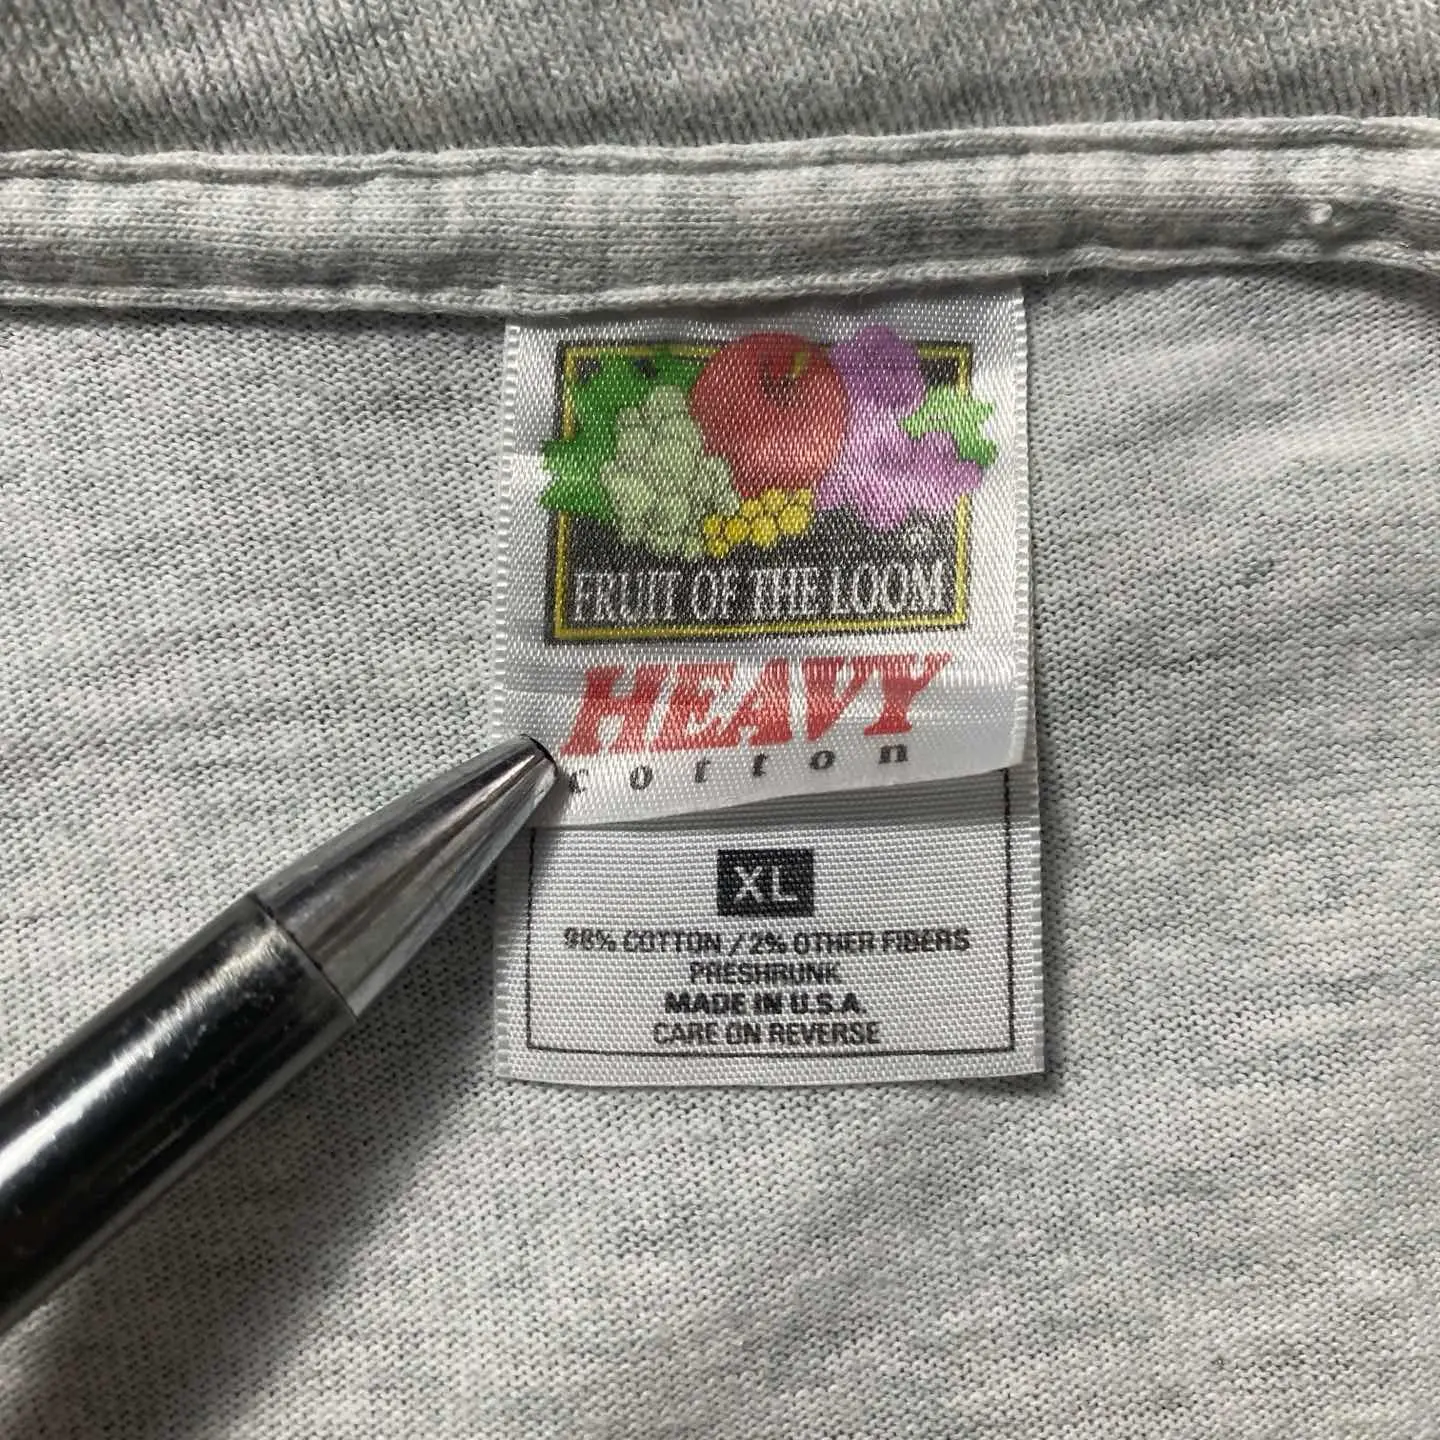 ®
FRUIT OF THE LOOM
HEAVY
cotton
XL
98% COTTON / 2% OTHER FIBERS
PRESHRUNK
MADE IN U.S.A.
CARE ON REVERSE